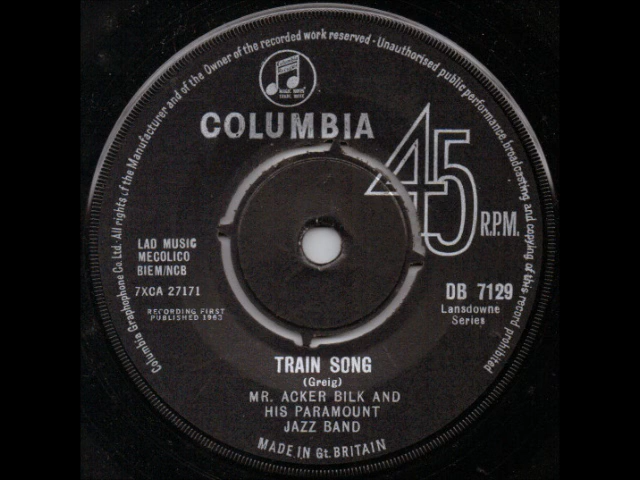 Columbia Graphophone Co. Ltd. · All rights of the Manufacturer and of the Owner of the recorded work reserved - Unauthorised public performance, broadcasting and copying of this record prohibited
COLUMBIA
45
R.P.M.
LAD MUSIC
MECOLICO
BIEM/NCB
7XCA 27171
RECORDING FIRST
PUBLISHED 1963
DB 7129
Lansdowne
Series
TRAIN SONG
(Greig)
MR. ACKER BILK AND
HIS PARAMOUNT
JAZZ BAND
MADE IN Gt. BRITAIN